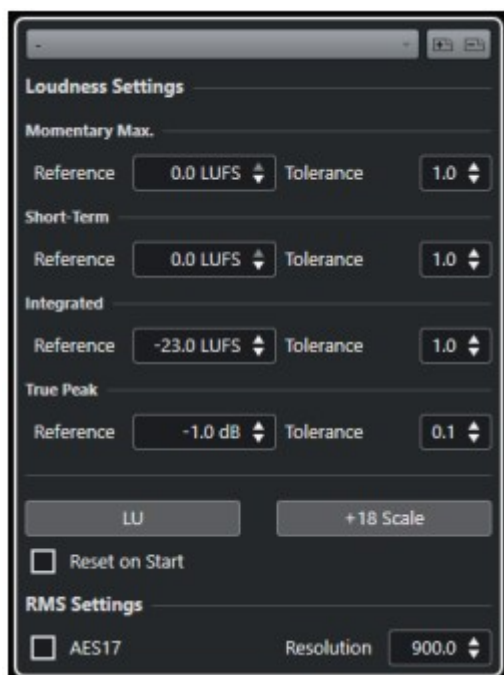 -
Loudness Settings
Momentary Max.
Reference 0.0 LUFS Tolerance 1.0
Short-Term
Reference 0.0 LUFS Tolerance 1.0
Integrated
Reference -23.0 LUFS Tolerance 1.0
True Peak
Reference -1.0 dB Tolerance 0.1
LU +18 Scale
Reset on Start
RMS Settings
AES17 Resolution 900.0